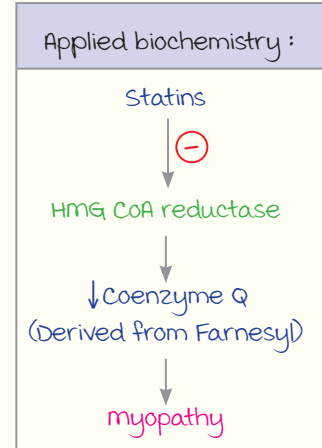 Applied biochemistry :
Statins
−
HMG COA reductase
↓Coenzyme Q
(Derived from Farnesyl)
Myopathy